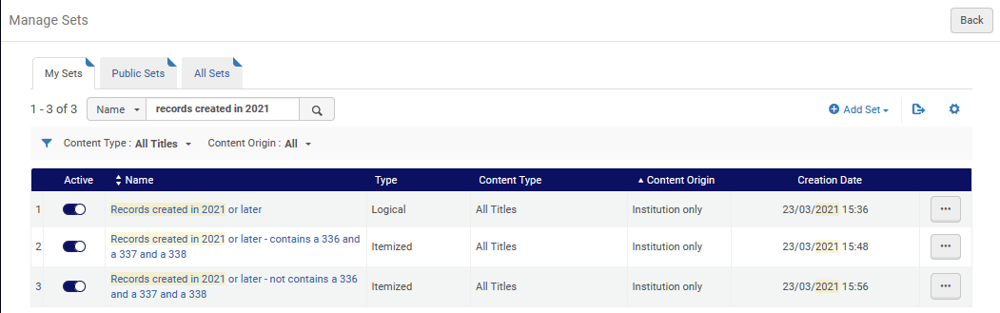 Manage Sets
Back
My Sets
Public Sets
All Sets
1 - 3 of 3
Name
records created in 2021
Add Set
Content Type : All Titles
Content Origin : All
Active Name Type Content Type Content Origin Creation Date
1 Records created in 2021 or later Logical All Titles Institution only 23/03/2021 15:36
2 Records created in 2021 or later - contains a 336 and
a 337 and a 338
Itemized All Titles Institution only 23/03/2021 15:48
3 Records created in 2021 or later - not contains a 336
and a 337 and a 338
Itemized All Titles Institution only 23/03/2021 15:56